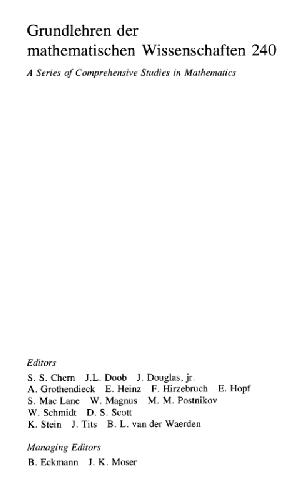 Grundlehren der
mathematischen Wissenschaften 240
A Series of Comprehensive Studies in Mathematics
Editors
S. S. Chern J.L. Doob J. Douglas, jr.
A. Grothendieck E. Heinz F. Hirzebruch E. Hopf
S. Mac Lane W. Magnus M. M. Postnikov
W. Schmidt D. S. Scott
K. Stein J. Tits B. L. van der Waerden
Managing Editors
B. Eckmann J. K. Moser